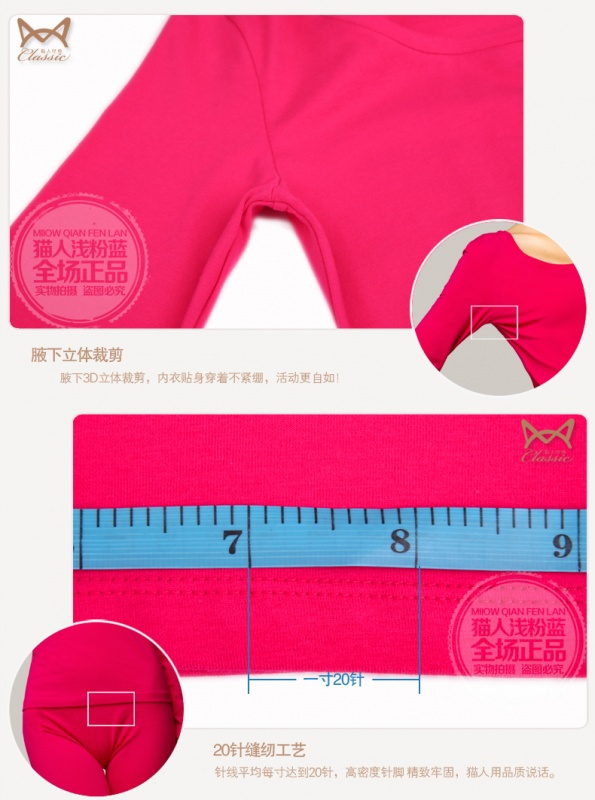 猫人经典
Classic
MIIOW QIAN FEN LAN
猫人浅粉蓝
全场正品
实物拍摄 盗图必究
腋下立体裁剪
腋下3D立体裁剪，内衣贴身穿着不紧绷，活动更自如！
Classic
7
8
9
MIIOW QIAN FEN LAN
猫人浅粉蓝
全场正品
实物拍摄 盗图必究
一寸20针
20针缝纫工艺
针线平均每寸达到20针，高密度针脚 精致牢固，猫人用品质说话。